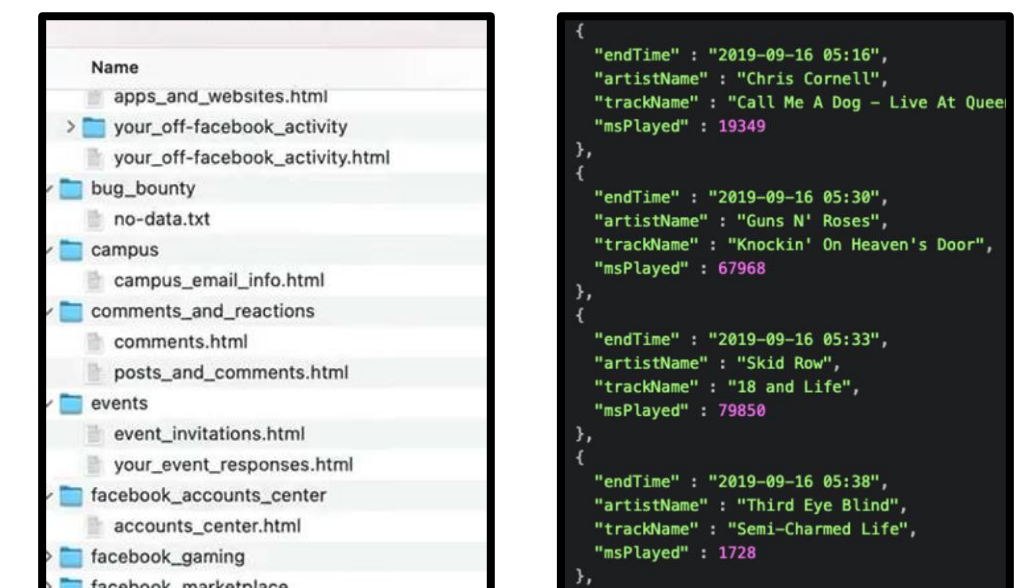 Name
apps_and_websites.html
your_off-facebook_activity
your_off-facebook_activity.html
bug_bounty
no-data.txt
campus
campus_email_info.html
comments_and_reactions
comments.html
posts_and_comments.html
events
event_invitations.html
your_event_responses.html
facebook_accounts_center
accounts_center.html
facebook_gaming
facebook_marketplace
{
"endTime" : "2019-09-16 05:16",
"artistName" : "Chris Cornell",
"trackName" : "Call Me A Dog - Live At Quee
"msPlayed" : 19349
},
{
"endTime" : "2019-09-16 05:30",
"artistName" : "Guns N' Roses",
"trackName" : "Knockin' On Heaven's Door",
"msPlayed" : 67968
},
{
"endTime" : "2019-09-16 05:33",
"artistName" : "Skid Row",
"trackName" : "18 and Life",
"msPlayed" : 79850
},
{
"endTime" : "2019-09-16 05:38",
"artistName" : "Third Eye Blind",
"trackName" : "Semi-Charmed Life",
"msPlayed" : 1728
},